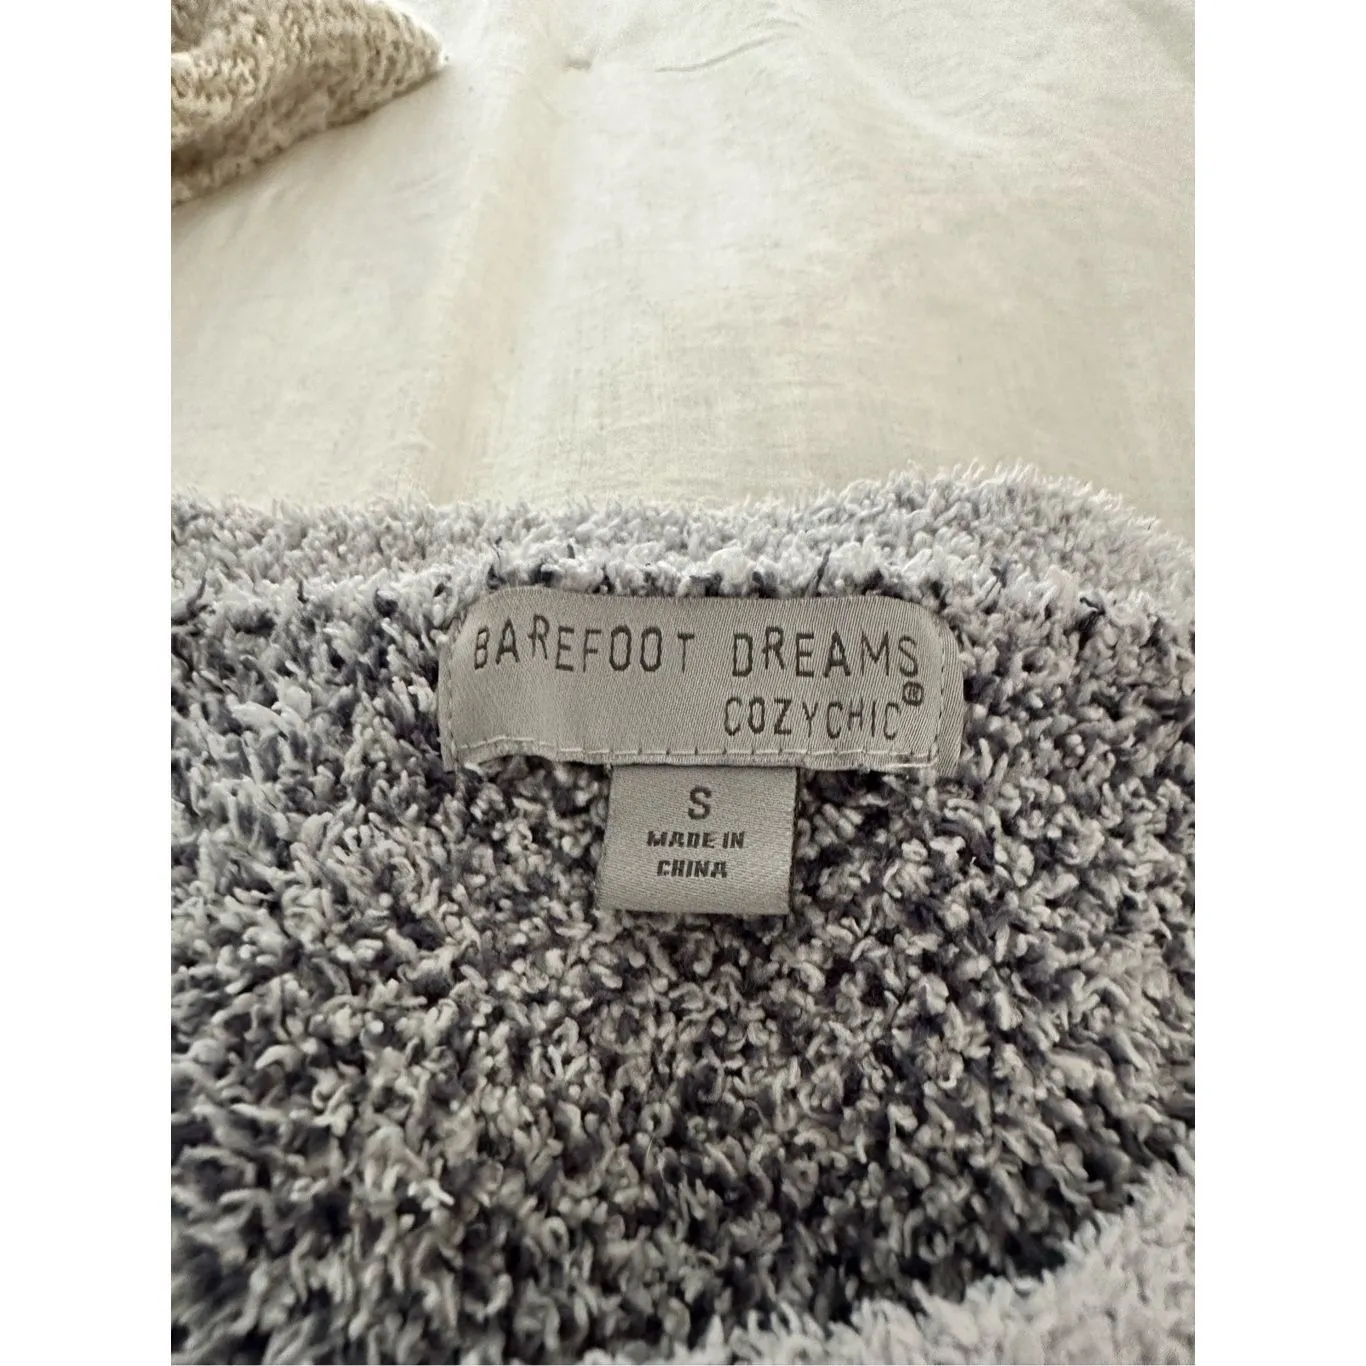 BAREFOOT DREAMS
COZYCHIC®
S
MADE IN
CHINA